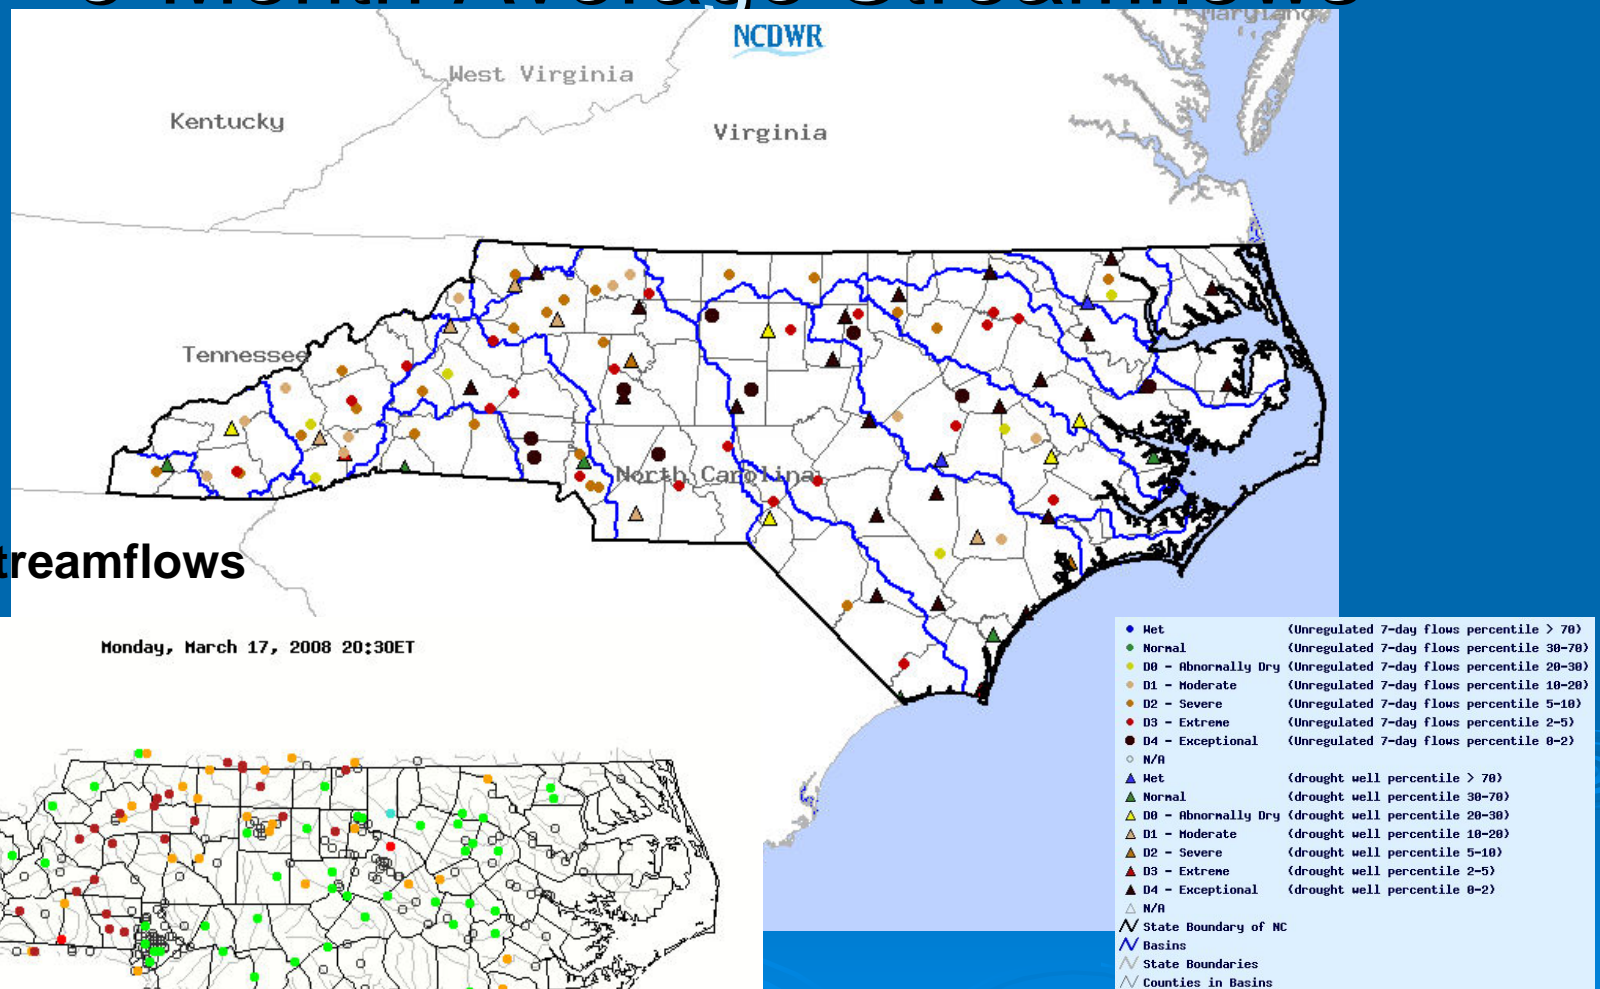 Month Average Streamflows
Maryland
NCDWR
West Virginia
Kentucky
Virginia
Tennessee
North Carolina
treamflows
Monday, March 17, 2008 20:30ET
Wet (Unregulated 7-day flows percentile > 70)
Normal (Unregulated 7-day flows percentile 30-70)
D0 - Abnormally Dry (Unregulated 7-day flows percentile 20-30)
D1 - Moderate (Unregulated 7-day flows percentile 10-20)
D2 - Severe (Unregulated 7-day flows percentile 5-10)
D3 - Extreme (Unregulated 7-day flows percentile 2-5)
D4 - Exceptional (Unregulated 7-day flows percentile 0-2)
N/A
Wet (drought well percentile > 70)
Normal (drought well percentile 30-70)
D0 - Abnormally Dry (drought well percentile 20-30)
D1 - Moderate (drought well percentile 10-20)
D2 - Severe (drought well percentile 5-10)
D3 - Extreme (drought well percentile 2-5)
D4 - Exceptional (drought well percentile 0-2)
N/A
State Boundary of NC
Basins
State Boundaries
Counties in Basins